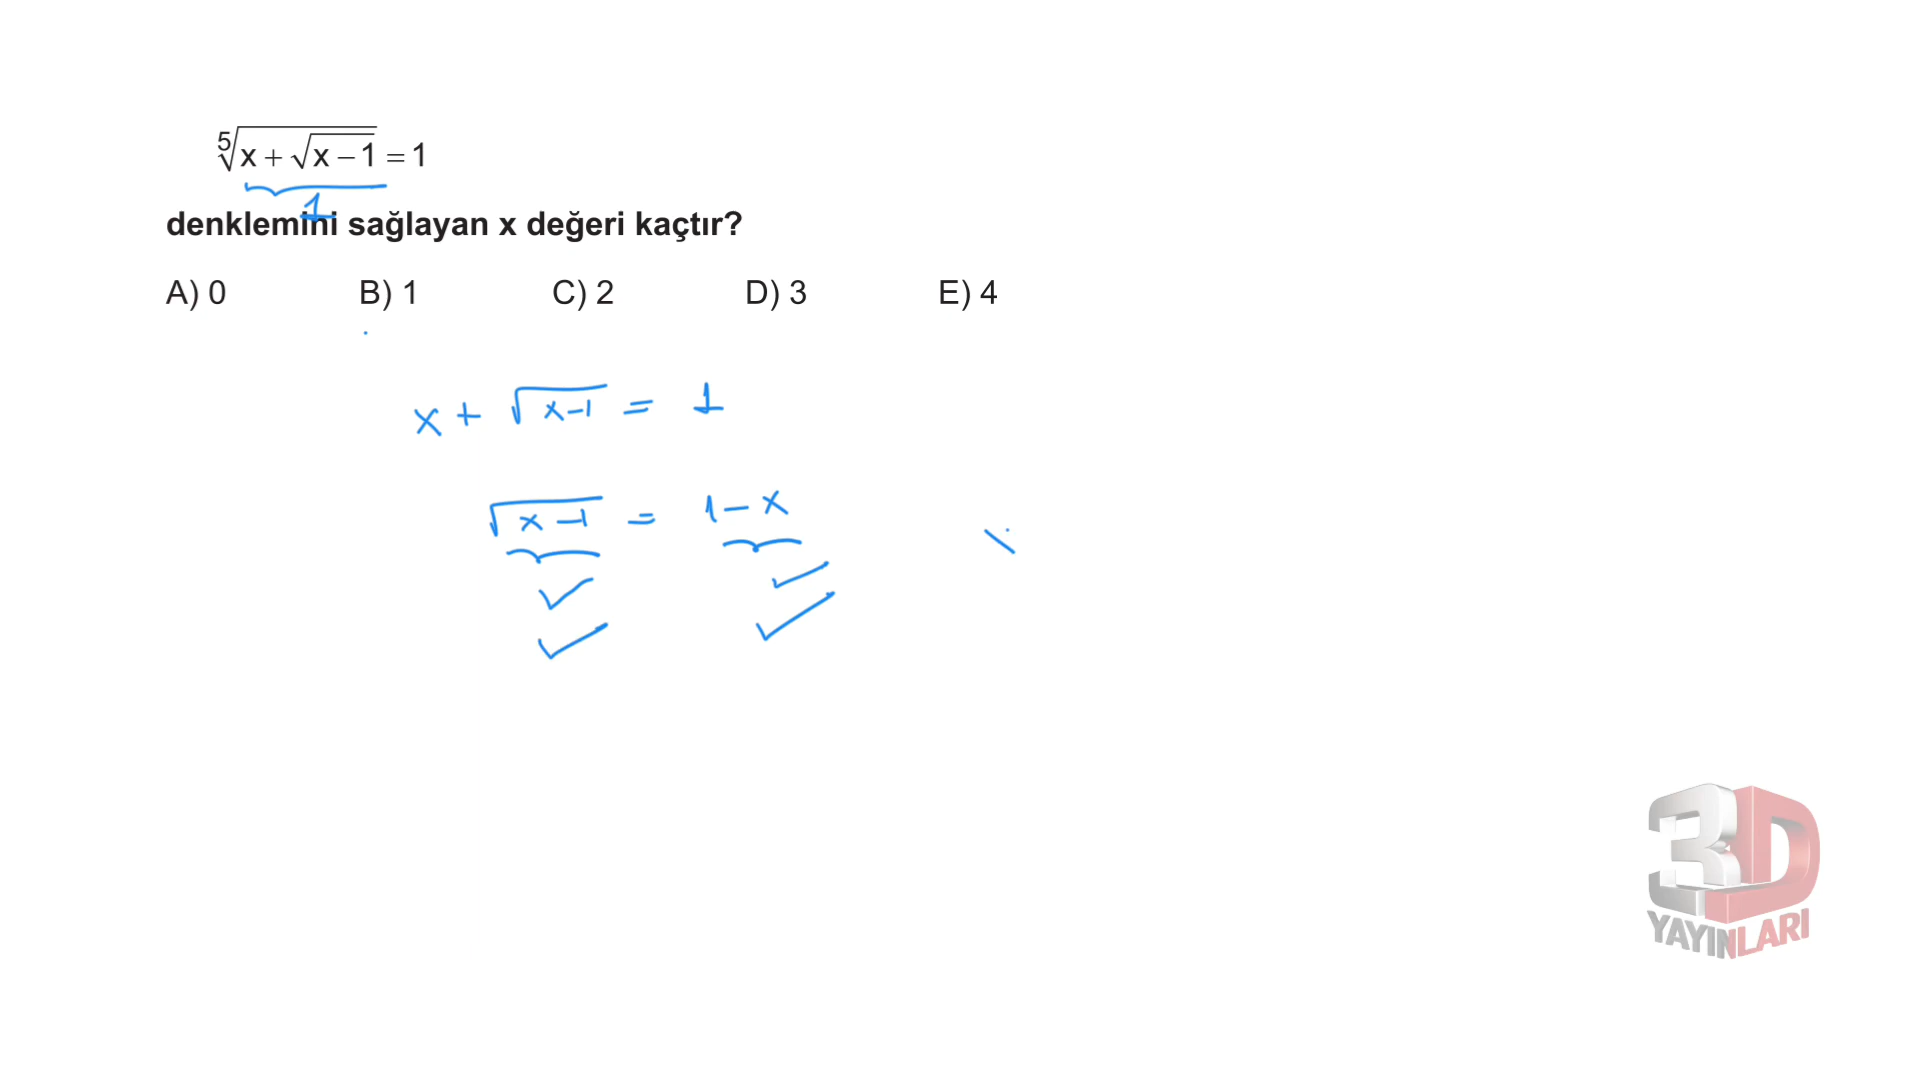 ⁵√(x + √(x − 1)) = 1
1
denklemini sağlayan x değeri kaçtır?
A) 0 B) 1 C) 2 D) 3 E) 4
x + √(x−1) = 1
√(x−1) = 1−x
3D
YAYINLARI